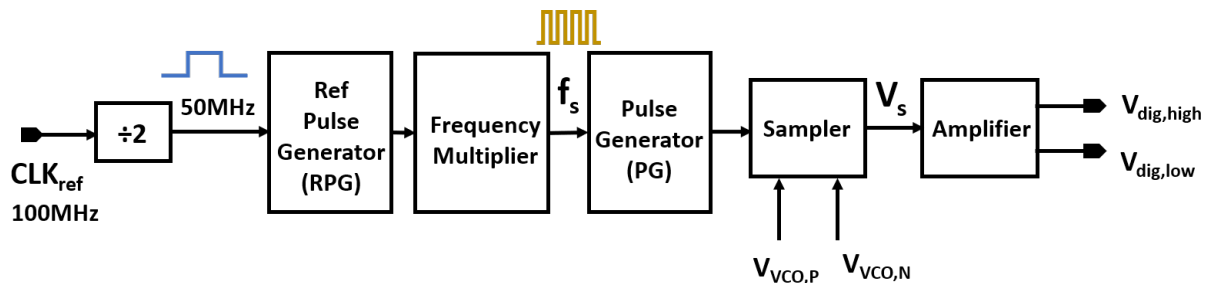 CLKref
100MHz
÷2
50MHz
Ref
Pulse
Generator
(RPG)
Frequency
Multiplier
fs
Pulse
Generator
(PG)
Sampler
VVCO,P
VVCO,N
Vs
Amplifier
Vdig,high
Vdig,low